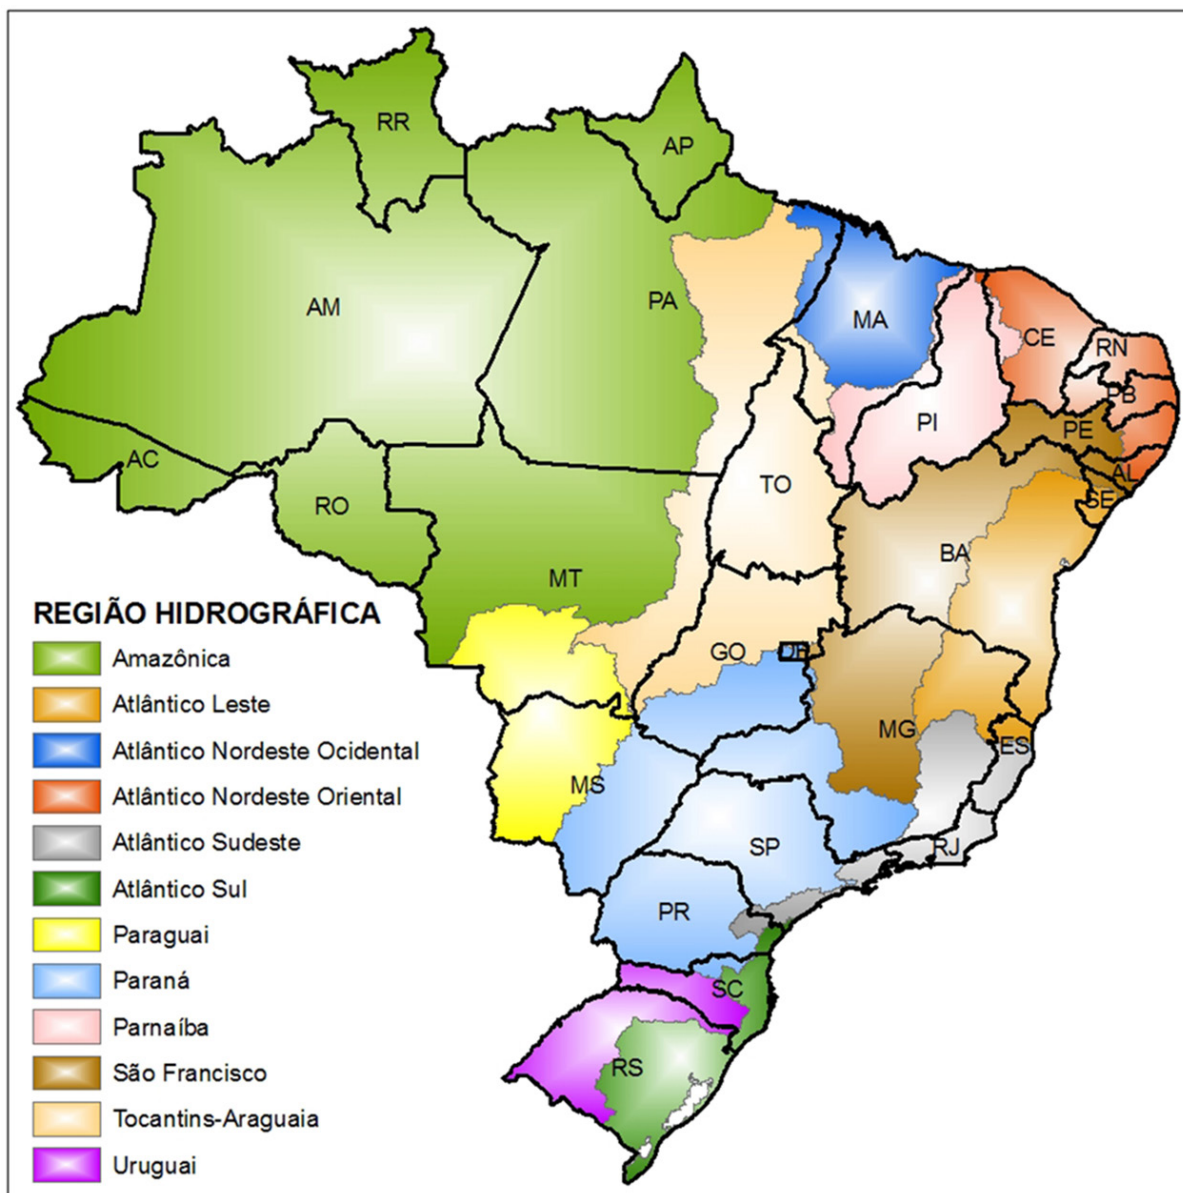 RR
AP
AM
PA
MA
CE
RN
PB
PI
PE
AC
AL
TO
SE
RO
BA
MT
REGIÃO HIDROGRÁFICA
Amazônica
Atlântico Leste
Atlântico Nordeste Ocidental
Atlântico Nordeste Oriental
Atlântico Sudeste
Atlântico Sul
Paraguai
Paraná
Parnaíba
São Francisco
Tocantins-Araguaia
Uruguai
GO
DF
MG
ES
MS
SP
RJ
PR
SC
RS